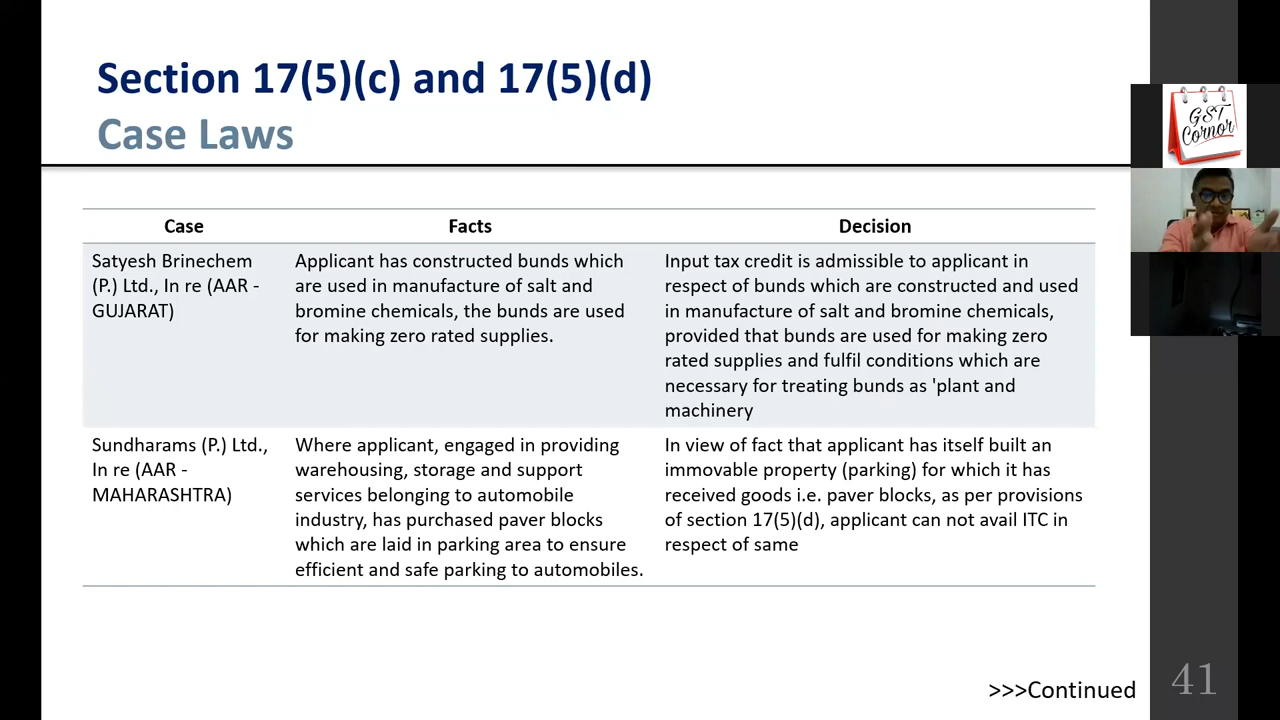 Section 17(5)(c) and 17(5)(d)
Case Laws
GST
Cornor
Case
Facts
Decision
Satyesh Brinechem
(P.) Ltd., In re (AAR -
GUJARAT)
Applicant has constructed bunds which
are used in manufacture of salt and
bromine chemicals, the bunds are used
for making zero rated supplies.
Input tax credit is admissible to applicant in
respect of bunds which are constructed and used
in manufacture of salt and bromine chemicals,
provided that bunds are used for making zero
rated supplies and fulfil conditions which are
necessary for treating bunds as 'plant and
machinery
Sundharams (P.) Ltd.,
In re (AAR -
MAHARASHTRA)
Where applicant, engaged in providing
warehousing, storage and support
services belonging to automobile
industry, has purchased paver blocks
which are laid in parking area to ensure
efficient and safe parking to automobiles.
In view of fact that applicant has itself built an
immovable property (parking) for which it has
received goods i.e. paver blocks, as per provisions
of section 17(5)(d), applicant can not avail ITC in
respect of same
>>>Continued
41